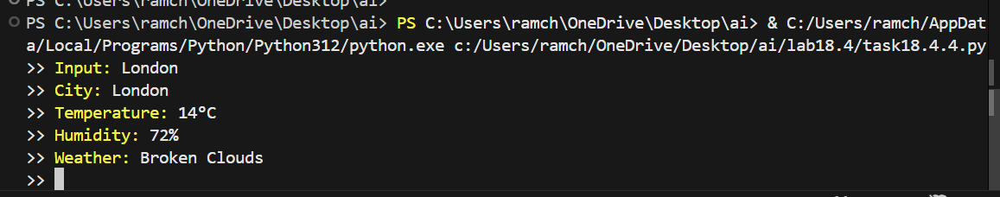 PS C:\Users\ramch\OneDrive\Desktop\ai>
PS C:\Users\ramch\OneDrive\Desktop\ai> PS C:\Users\ramch\OneDrive\Desktop\ai> & C:/Users/ramch/AppDat
a/Local/Programs/Python/Python312/python.exe c:/Users/ramch/OneDrive/Desktop/ai/lab18.4/task18.4.4.py
>> Input: London
>> City: London
>> Temperature: 14°C
>> Humidity: 72%
>> Weather: Broken Clouds
>>